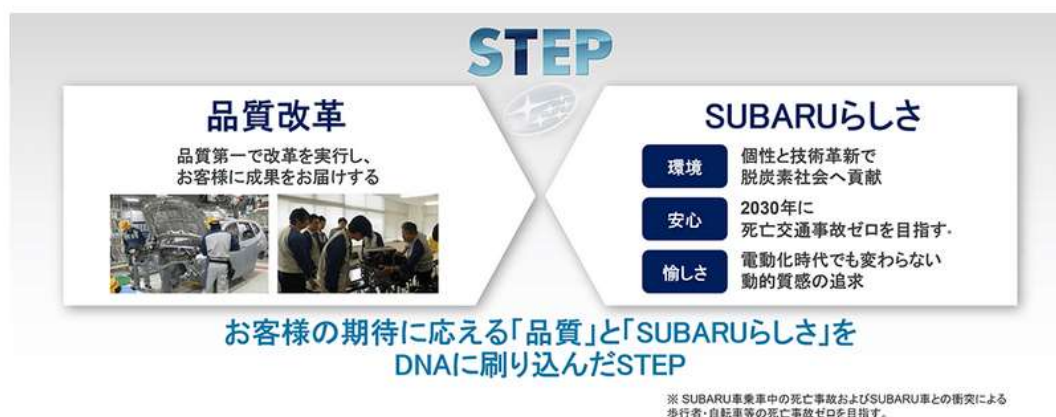 STEP
品質改革
品質第一で改革を実行し、
お客様に成果をお届けする
SUBARUらしさ
環境
個性と技術革新で
脱炭素社会へ貢献
安心
2030年に
死亡交通事故ゼロを目指す.
愉しさ
電動化時代でも変わらない
動的質感の追求
お客様の期待に応える「品質」と「SUBARUらしさ」を
DNAに刷り込んだSTEP
※ SUBARU車乗車中の死亡事故およびSUBARU車との衝突による
歩行者・自転車等の死亡事故ゼロを目指す。